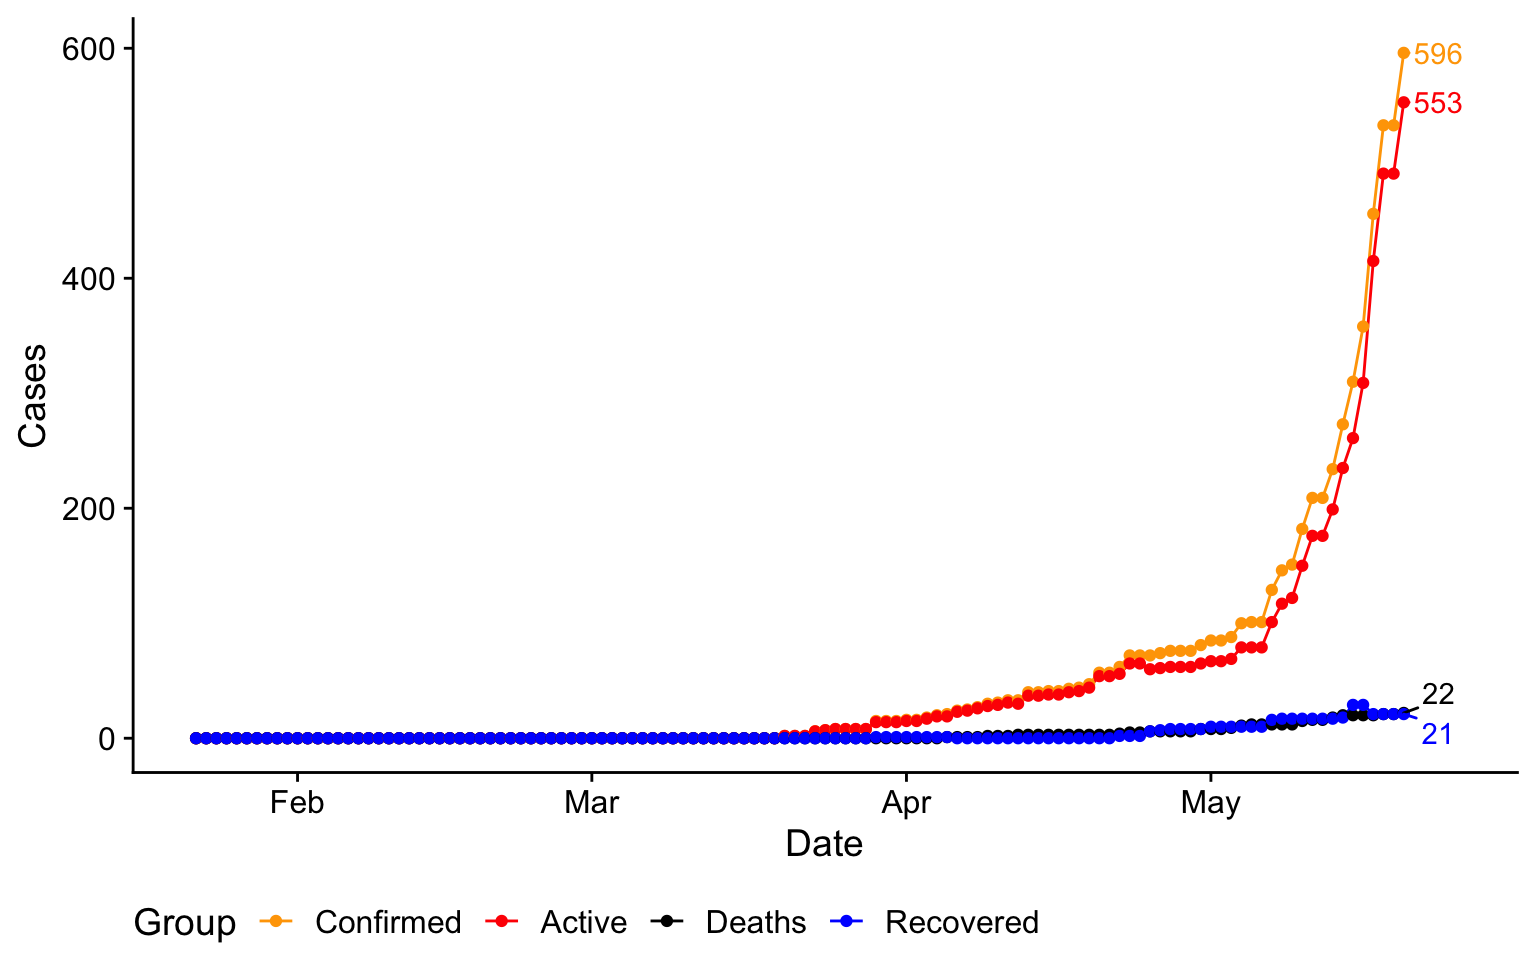 600
400
200
0
Cases
596
553
22
21
Feb Mar Apr May
Date
Group Confirmed Active Deaths Recovered